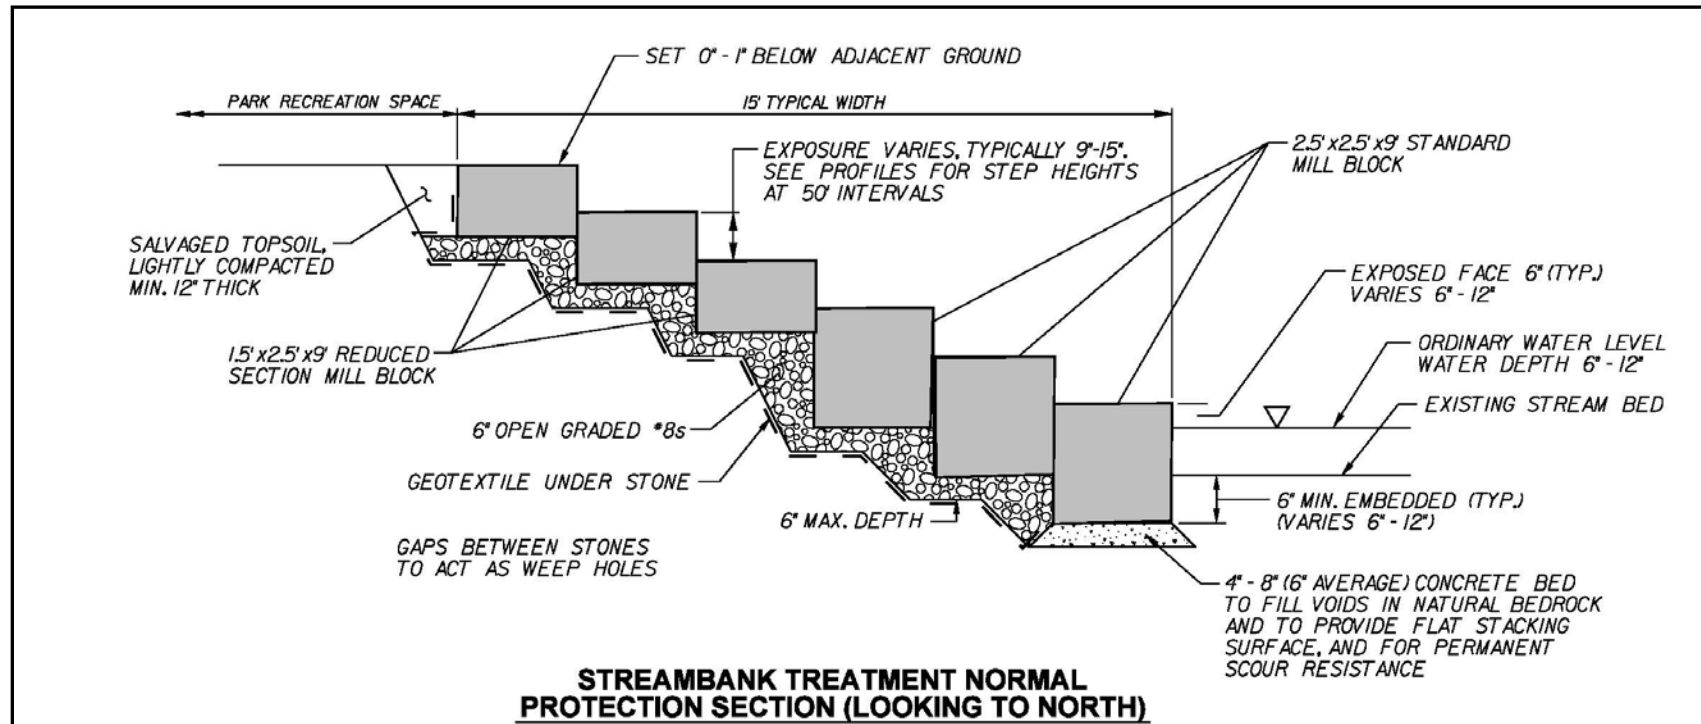 SET 0" - 1" BELOW ADJACENT GROUND
PARK RECREATION SPACE
15' TYPICAL WIDTH
EXPOSURE VARIES, TYPICALLY 9"-15".
SEE PROFILES FOR STEP HEIGHTS
AT 50' INTERVALS
2.5'x2.5'x9' STANDARD
MILL BLOCK
SALVAGED TOPSOIL,
LIGHTLY COMPACTED
MIN. 12" THICK
EXPOSED FACE 6" (TYP.)
VARIES 6" - 12"
1.5'x2.5'x9' REDUCED
SECTION MILL BLOCK
ORDINARY WATER LEVEL
WATER DEPTH 6" - 12"
EXISTING STREAM BED
6" OPEN GRADED #8s
GEOTEXTILE UNDER STONE
6" MAX. DEPTH
6" MIN. EMBEDDED (TYP.)
(VARIES 6" - 12")
GAPS BETWEEN STONES
TO ACT AS WEEP HOLES
4" - 8" (6" AVERAGE) CONCRETE BED
TO FILL VOIDS IN NATURAL BEDROCK
AND TO PROVIDE FLAT STACKING
SURFACE, AND FOR PERMANENT
SCOUR RESISTANCE
STREAMBANK TREATMENT NORMAL
PROTECTION SECTION (LOOKING TO NORTH)